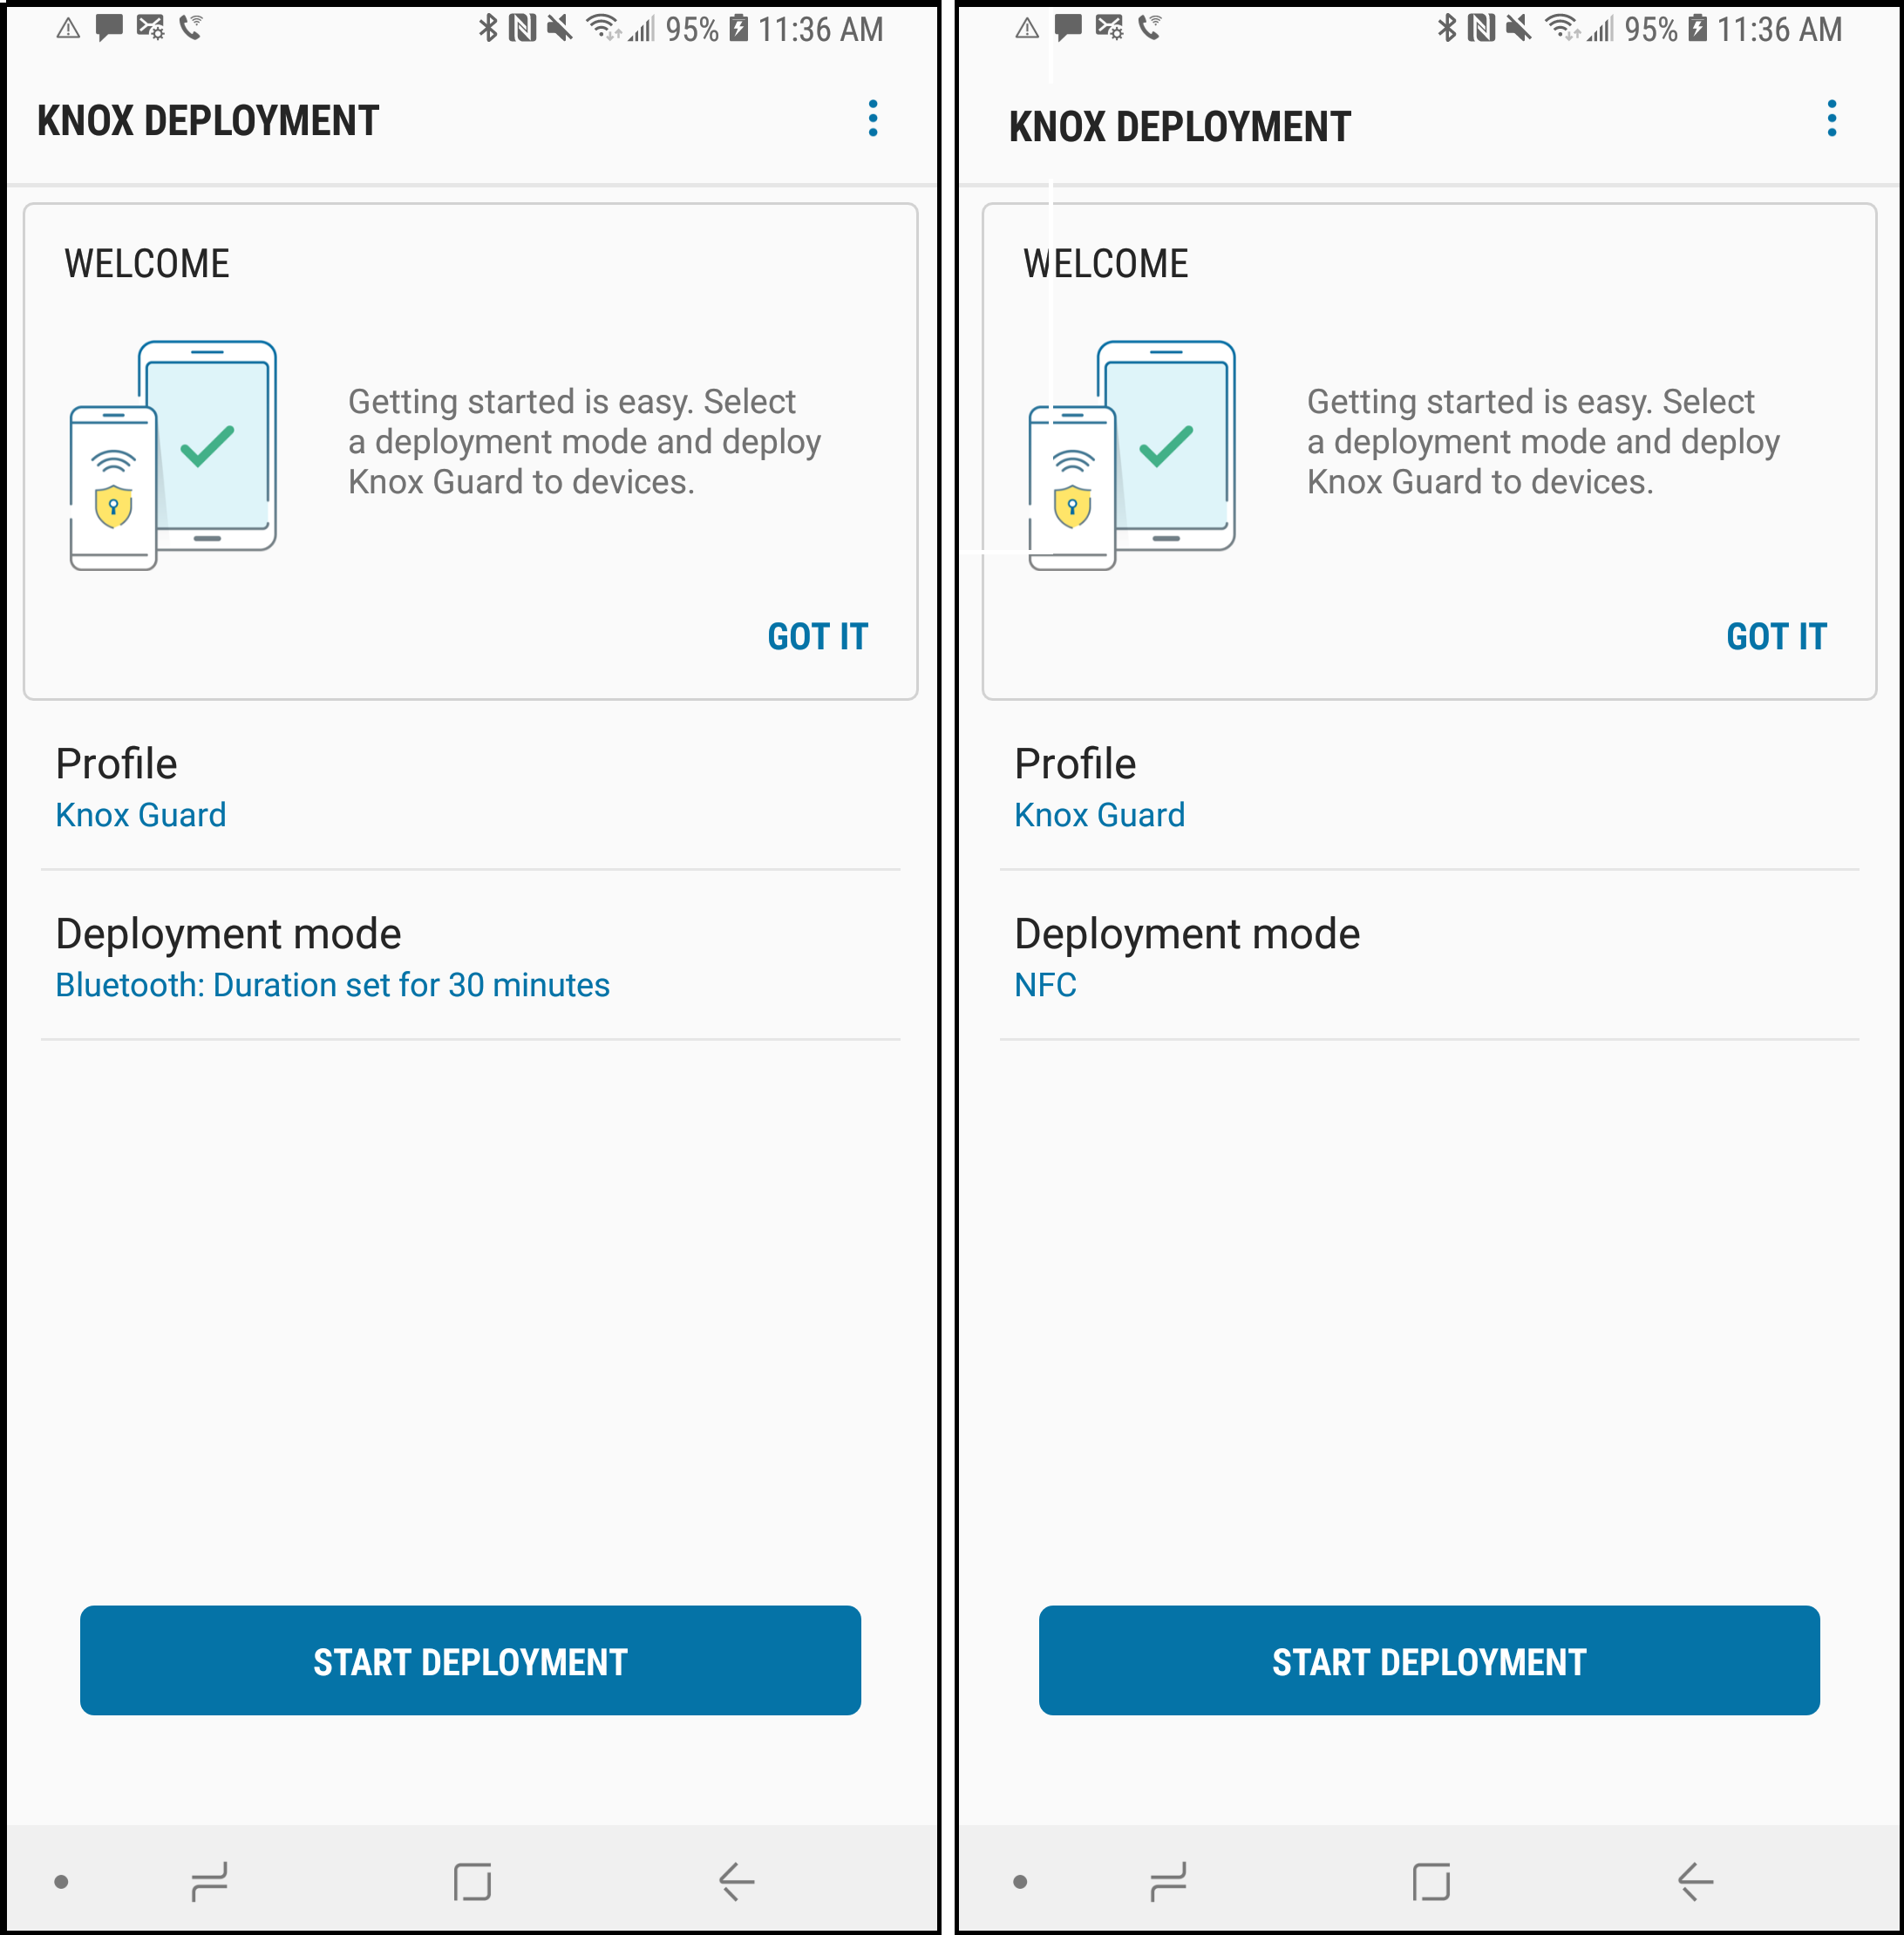 95% 11:36 AM
KNOX DEPLOYMENT
WELCOME
Getting started is easy. Select
a deployment mode and deploy
Knox Guard to devices.
GOT IT
Profile
Knox Guard
Deployment mode
Bluetooth: Duration set for 30 minutes
START DEPLOYMENT
95% 11:36 AM
KNOX DEPLOYMENT
WELCOME
Getting started is easy. Select
a deployment mode and deploy
Knox Guard to devices.
GOT IT
Profile
Knox Guard
Deployment mode
NFC
START DEPLOYMENT